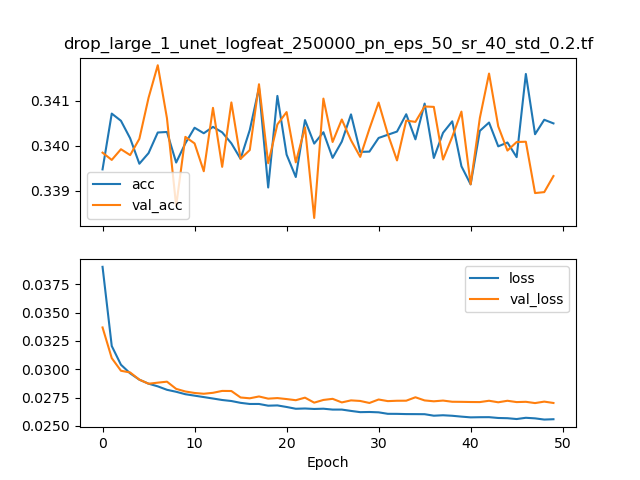 drop_large_1_unet_logfeat_250000_pn_eps_50_sr_40_std_0.2.tf
0.341
0.340
0.339
acc
val_acc
0.0375
0.0350
0.0325
0.0300
0.0275
0.0250
loss
val_loss
0 10 20 30 40 50
Epoch